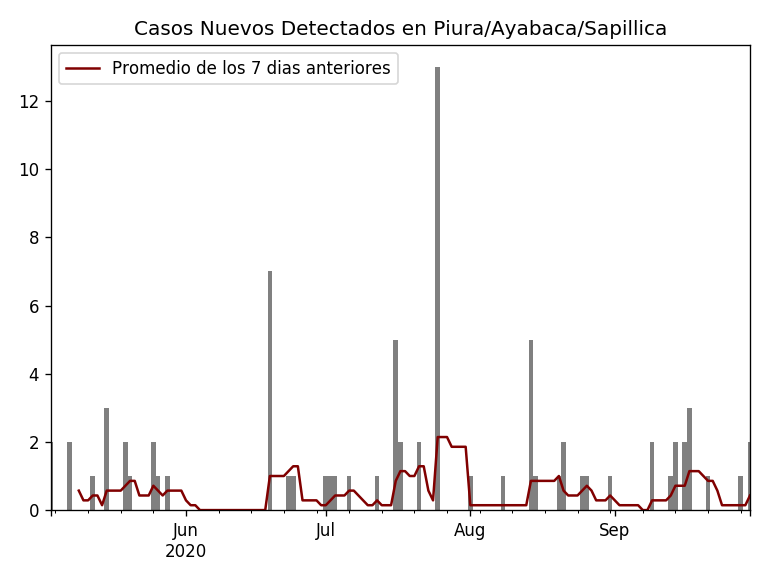 Casos Nuevos Detectados en Piura/Ayabaca/Sapillica
Promedio de los 7 dias anteriores
12
10
8
6
4
2
0
Jun
2020
Jul
Aug
Sep